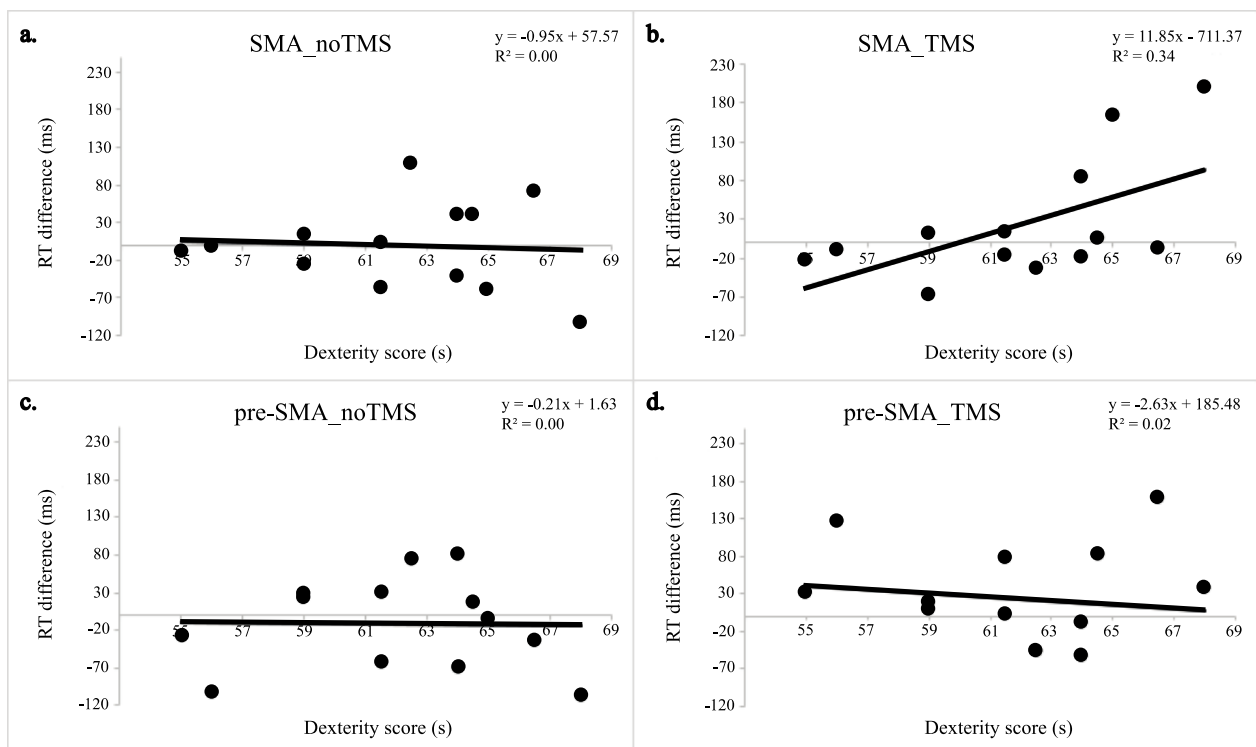 a.
SMA_noTMS
y = -0.95x + 57.57
R² = 0.00
230
180
130
80
30
-20
-70
-120
RT difference (ms)
55 57 59 61 63 65 67 69
Dexterity score (s)
b.
SMA_TMS
y = 11.85x - 711.37
R² = 0.34
230
180
130
80
30
-20
-70
-120
RT difference (ms)
57 59 61 63 65 67 69
Dexterity score (s)
c.
pre-SMA_noTMS
y = -0.21x + 1.63
R² = 0.00
230
180
130
80
30
-20
-70
-120
RT difference (ms)
57 59 61 63 65 67 69
Dexterity score (s)
d.
pre-SMA_TMS
y = -2.63x + 185.48
R² = 0.02
230
180
130
80
30
-20
-70
-120
RT difference (ms)
55 57 59 61 63 65 67 69
Dexterity score (s)